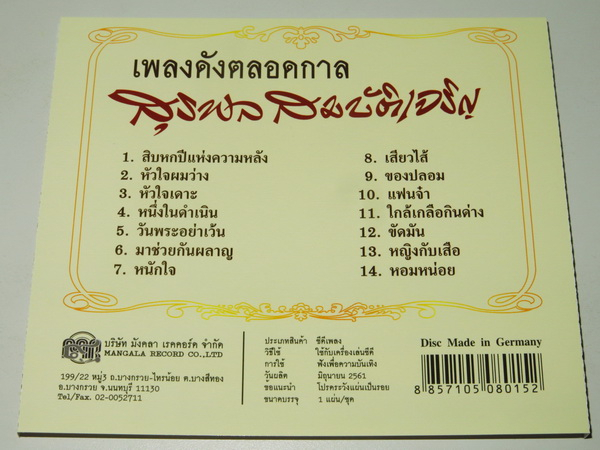 เพลงดังตลอดกาล
สุรพล สมบัติเจริญ
1. สิบหกปีแห่งความหลัง
2. หัวใจผมว่าง
3. หัวใจเดาะ
4. หนึ่งในดำเนิน
5. วันพระอย่าเว้น
6. มาช่วยกันผลาญ
7. หนักใจ
8. เสียวไส้
9. ของปลอม
10. แฟนจ๋า
11. ใกล้เกลือกินด่าง
12. ขัดมัน
13. หญิงกับเสือ
14. หอมหน่อย
บริษัท มังคลา เรคคอร์ด จำกัด
MANGALA RECORD CO.,LTD
199/22 หมู่5 ถ.บางกรวย-ไทรน้อย ต.บางสีทอง
อ.บางกรวย จ.นนทบุรี 11130
Tel/Fax. 02-0052711
ประเภทสินค้า ซีดีเพลง
วิธีใช้ ใช้กับเครื่องเล่นซีดี
การใช้ ฟังเพื่อความบันเทิง
วันผลิต มิถุนายน 2561
ข้อแนะนำ โปรดระวังแผ่นเป็นรอย
ขนาดบรรจุ 1 แผ่น/ชุด
Disc Made in Germany
8 857105 080152